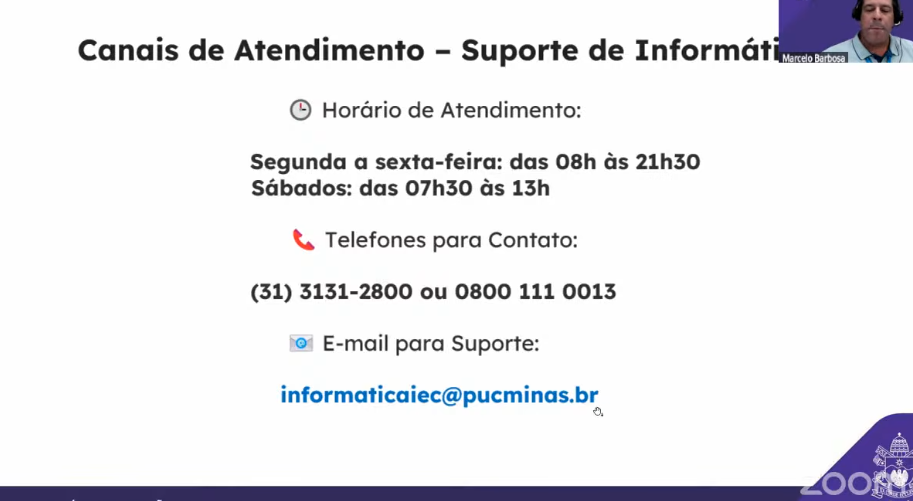 Canais de Atendimento – Suporte de Informáti
Marcelo Barbosa
Horário de Atendimento:
Segunda a sexta-feira: das 08h às 21h30
Sábados: das 07h30 às 13h
Telefones para Contato:
(31) 3131-2800 ou 0800 111 0013
E-mail para Suporte:
informaticaiec@pucminas.br
zoom